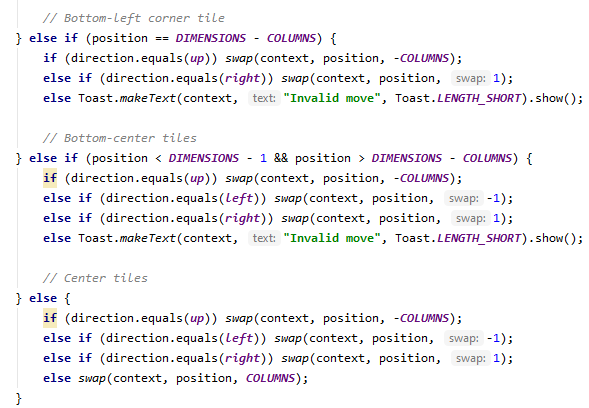 // Bottom-left corner tile
} else if (position == DIMENSIONS - COLUMNS) {
if (direction.equals(up)) swap(context, position, -COLUMNS);
else if (direction.equals(right)) swap(context, position, swap: 1);
else Toast.makeText(context, text: "Invalid move", Toast.LENGTH_SHORT).show();
// Bottom-center tiles
} else if (position < DIMENSIONS - 1 && position > DIMENSIONS - COLUMNS) {
if (direction.equals(up)) swap(context, position, -COLUMNS);
else if (direction.equals(left)) swap(context, position, swap: -1);
else if (direction.equals(right)) swap(context, position, swap: 1);
else Toast.makeText(context, text: "Invalid move", Toast.LENGTH_SHORT).show();
// Center tiles
} else {
if (direction.equals(up)) swap(context, position, -COLUMNS);
else if (direction.equals(left)) swap(context, position, swap: -1);
else if (direction.equals(right)) swap(context, position, swap: 1);
else swap(context, position, COLUMNS);
}